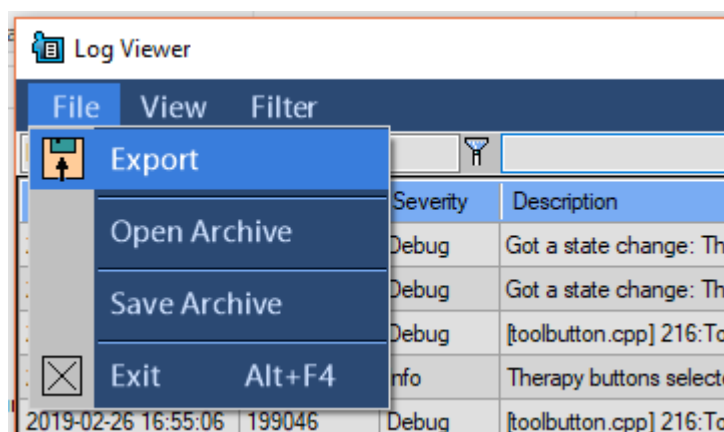 Log Viewer
File View Filter
Export
Severity Description
Open Archive
Debug Got a state change: Th
Save Archive
Debug Got a state change: Th
Debug [toolbutton.cpp] 216:To
Exit Alt+F4
nfo Therapy buttons selecte
2019-02-26 16:55:06 199046 Debug [toolbutton.cpp] 216:To